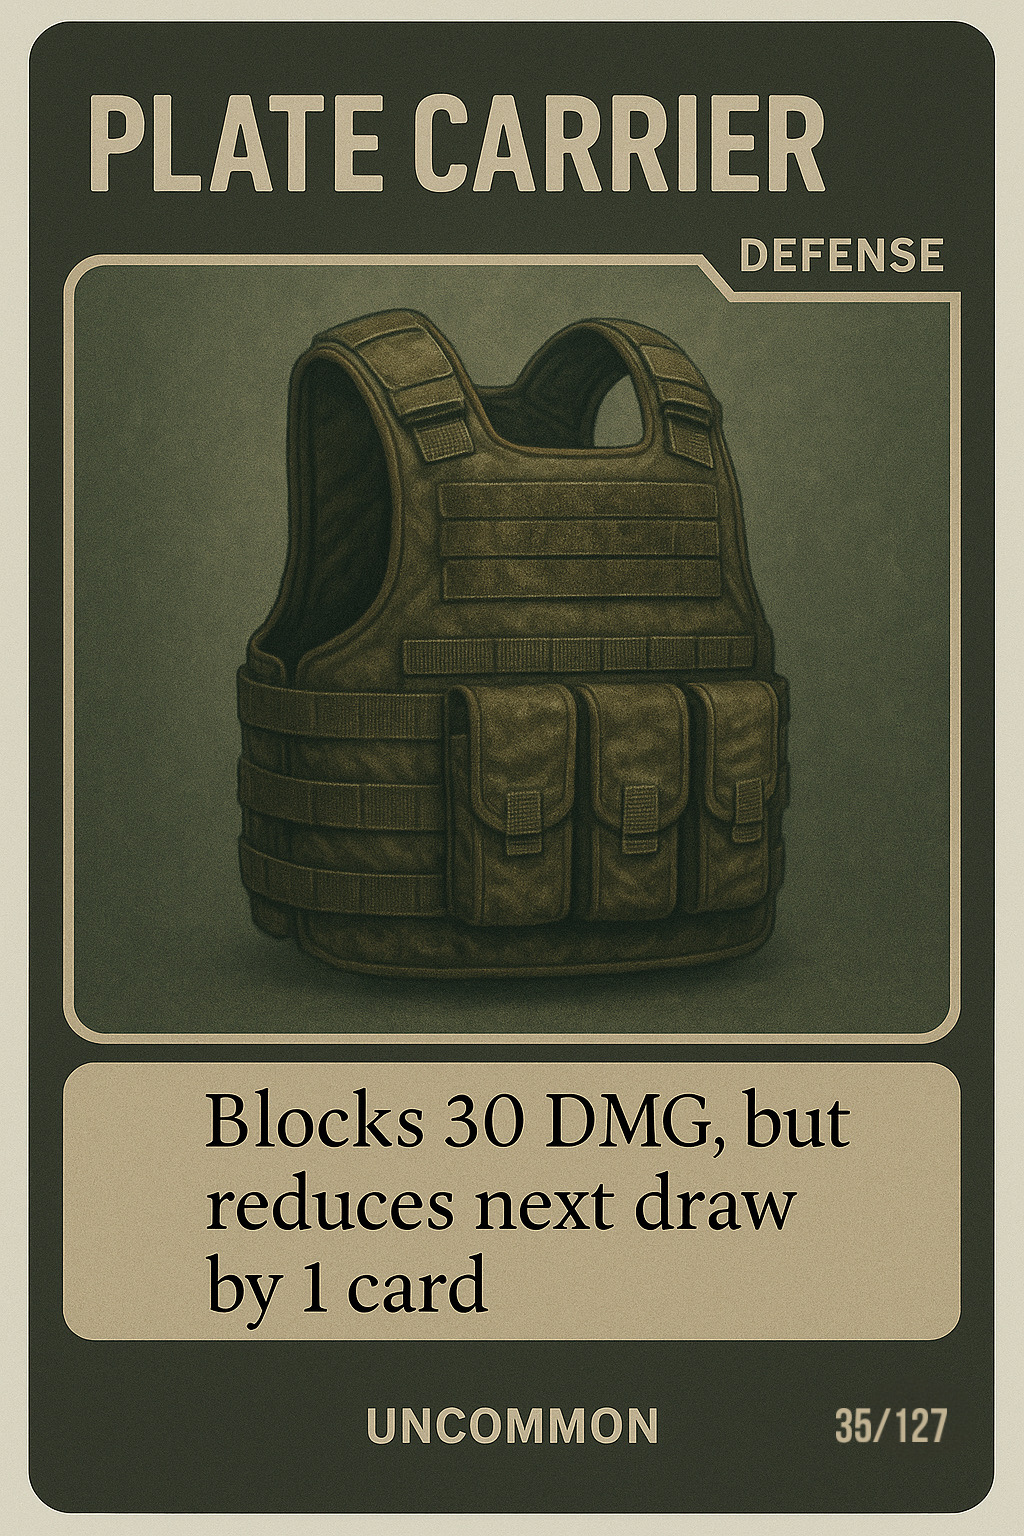 PLATE CARRIER
DEFENSE
Blocks 30 DMG, but
reduces next draw
by 1 card
UNCOMMON
35/127